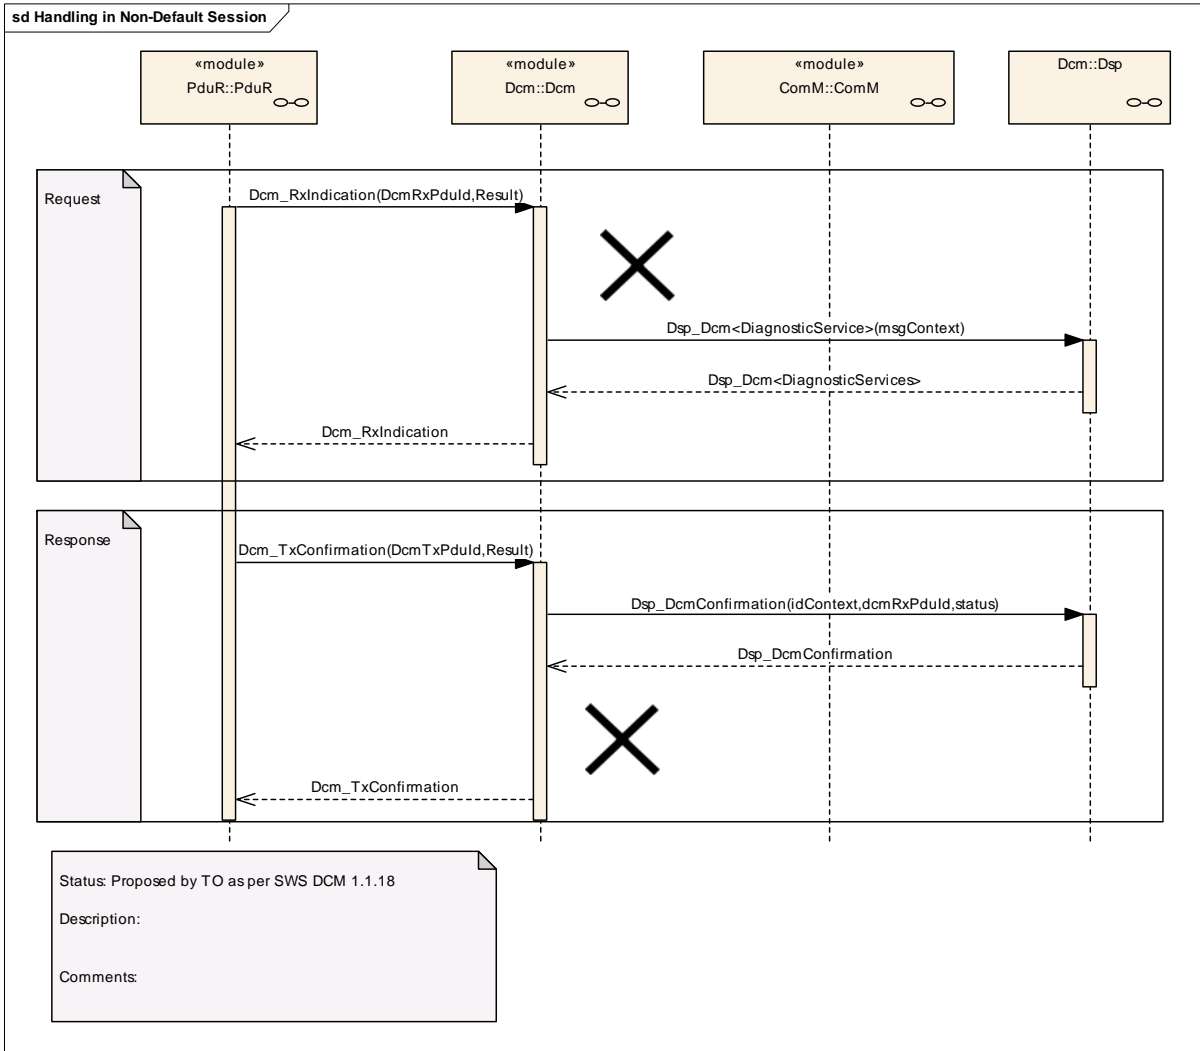 sd Handling in Non-Default Session
«module»
PduR::PduR
«module»
Dcm::Dcm
«module»
ComM::ComM
Dcm::Dsp
Request
Dcm_RxIndication(DcmRxPduId,Result)
Dsp_Dcm<DiagnosticService>(msgContext)
Dsp_Dcm<DiagnosticServices>
Dcm_RxIndication
Response
Dcm_TxConfirmation(DcmTxPduId,Result)
Dsp_DcmConfirmation(idContext,dcmRxPduId,status)
Dsp_DcmConfirmation
Dcm_TxConfirmation
Status: Proposed by TO as per SWS DCM 1.1.18
Description:
Comments: